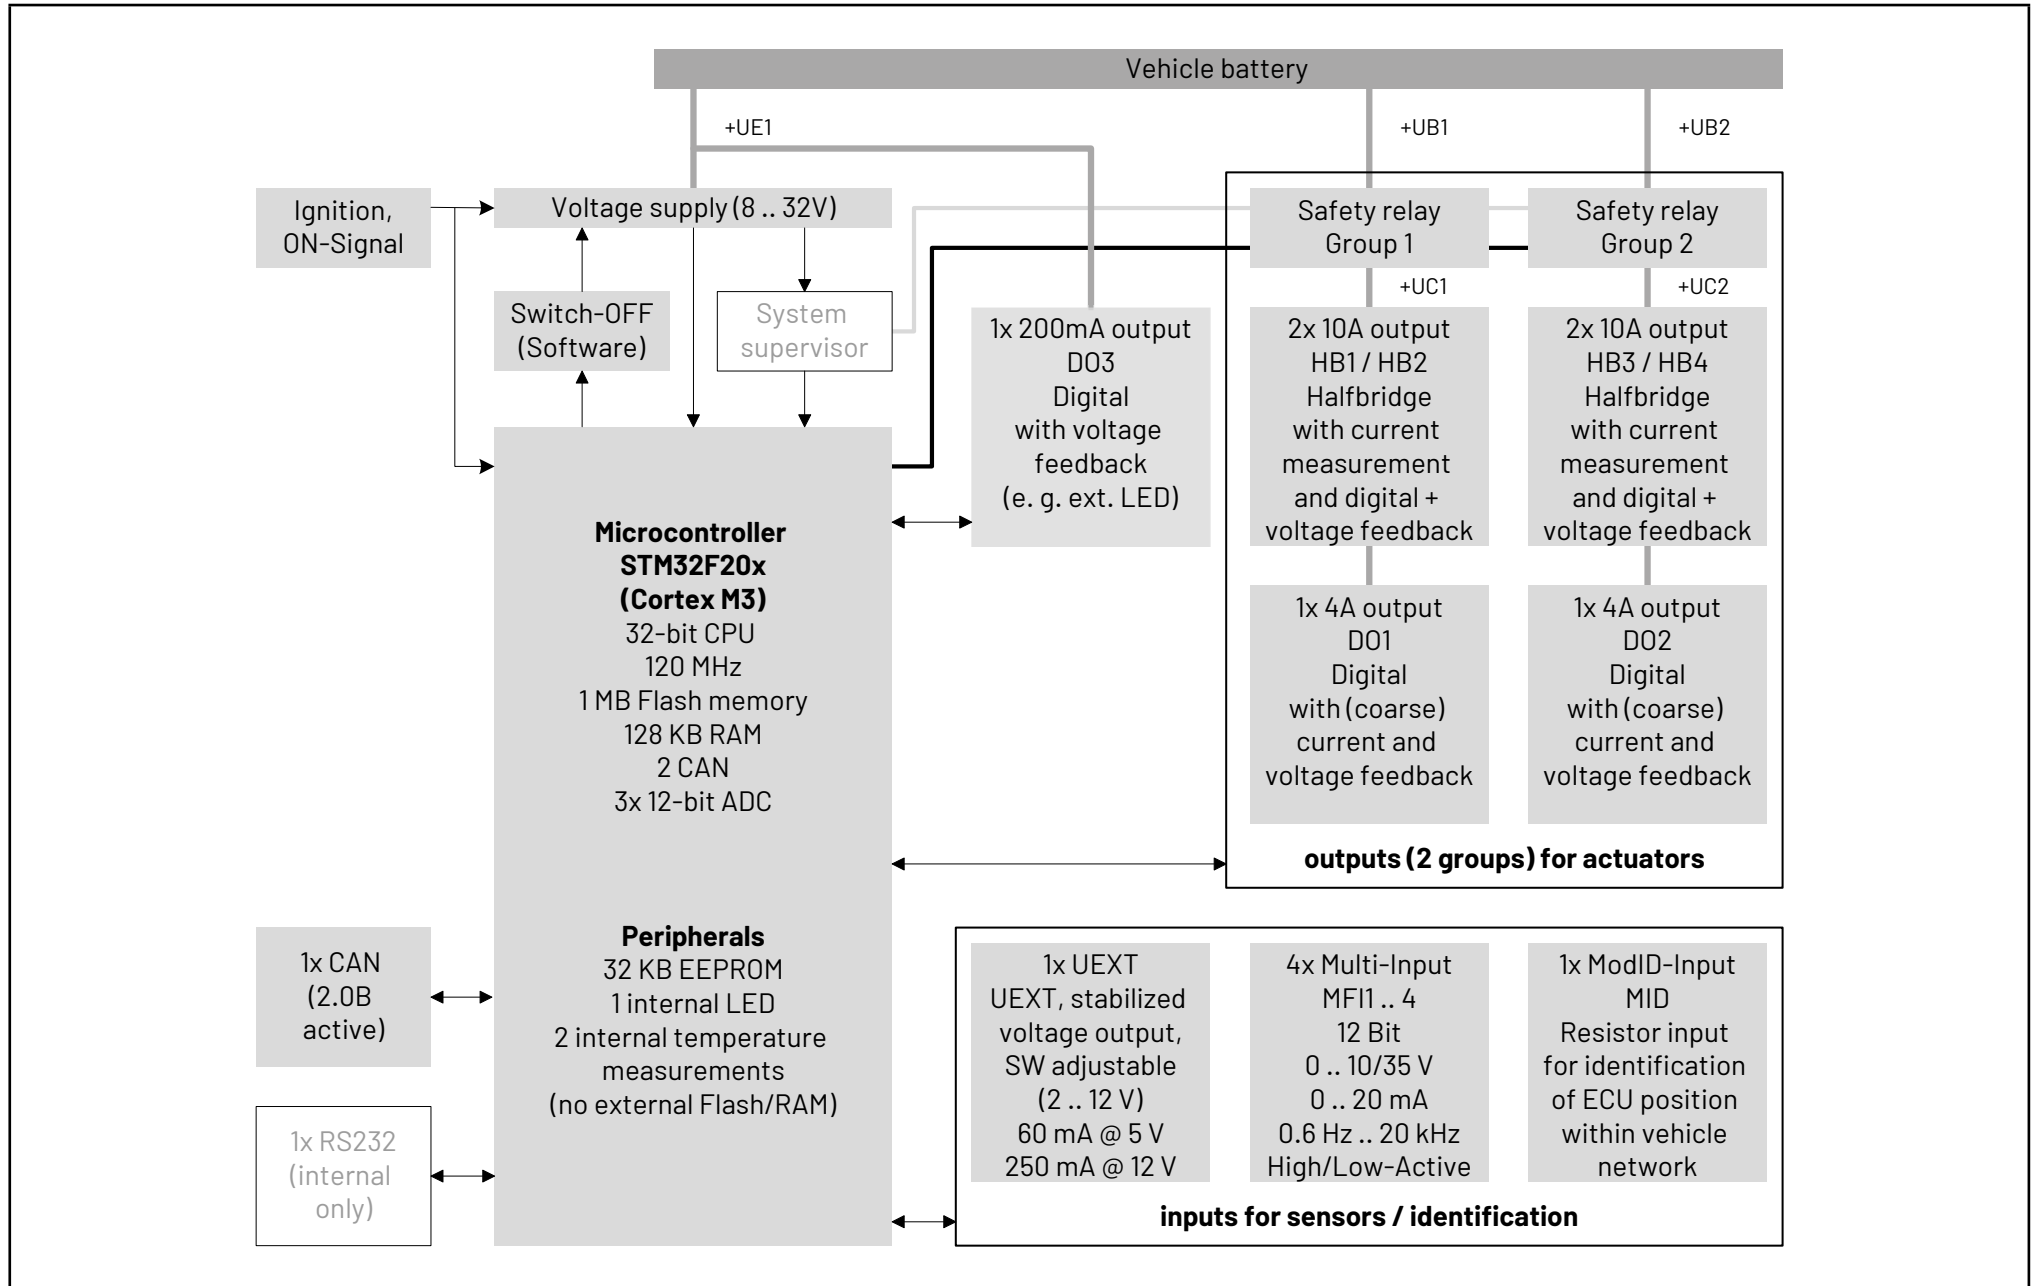 Vehicle battery
+UE1
+UB1
+UB2
Ignition,
ON-Signal
Voltage supply (8 .. 32V)
Safety relay
Group 1
Safety relay
Group 2
+UC1
+UC2
Switch-OFF
(Software)
System
supervisor
1x 200mA output
DO3
Digital
with voltage
feedback
(e. g. ext. LED)
2x 10A output
HB1 / HB2
Halfbridge
with current
measurement
and digital +
voltage feedback
2x 10A output
HB3 / HB4
Halfbridge
with current
measurement
and digital +
voltage feedback
Microcontroller
STM32F20x
(Cortex M3)
32-bit CPU
120 MHz
1 MB Flash memory
128 KB RAM
2 CAN
3x 12-bit ADC
1x 4A output
DO1
Digital
with (coarse)
current and
voltage feedback
1x 4A output
DO2
Digital
with (coarse)
current and
voltage feedback
outputs (2 groups) for actuators
Peripherals
32 KB EEPROM
1 internal LED
2 internal temperature
measurements
(no external Flash/RAM)
1x CAN
(2.0B
active)
1x RS232
(internal
only)
1x UEXT
UEXT, stabilized
voltage output,
SW adjustable
(2 .. 12 V)
60 mA @ 5 V
250 mA @ 12 V
4x Multi-Input
MFI1 .. 4
12 Bit
0 .. 10/35 V
0 .. 20 mA
0.6 Hz .. 20 kHz
High/Low-Active
1x ModID-Input
MID
Resistor input
for identification
of ECU position
within vehicle
network
inputs for sensors / identification